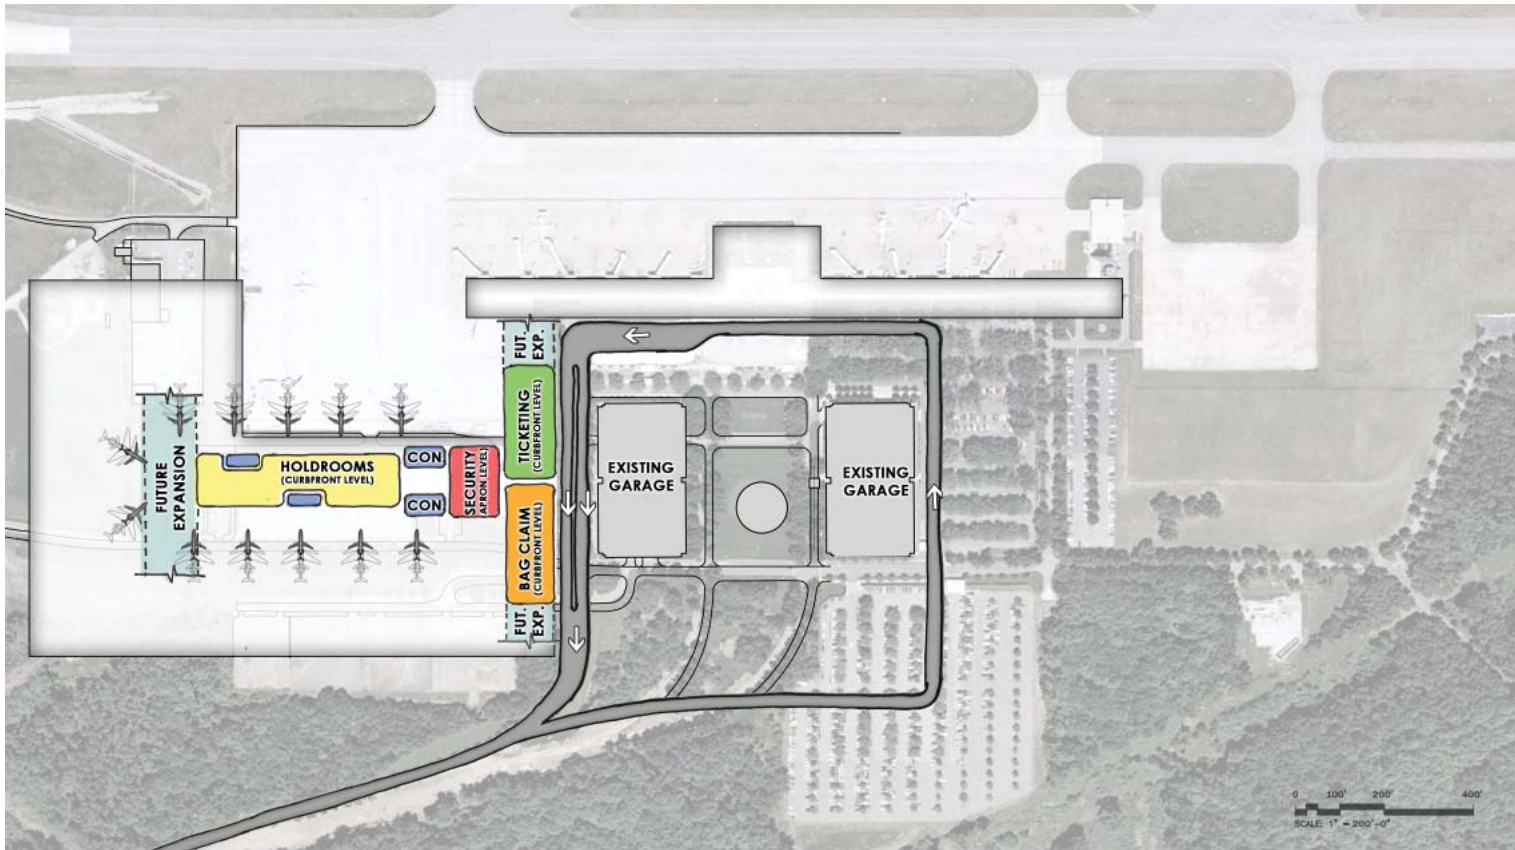 FUT.
EXP.
TICKETING
(CURBFRONT LEVEL)
EXISTING
GARAGE
EXISTING
GARAGE
FUTURE
EXPANSION
HOLDROOMS
(CURBFRONT LEVEL)
CON
CON
SECURITY
(APRON LEVEL)
BAG CLAIM
(CURBFRONT LEVEL)
FUT.
EXP.
0 100' 200' 400'
SCALE: 1" = 200'-0"